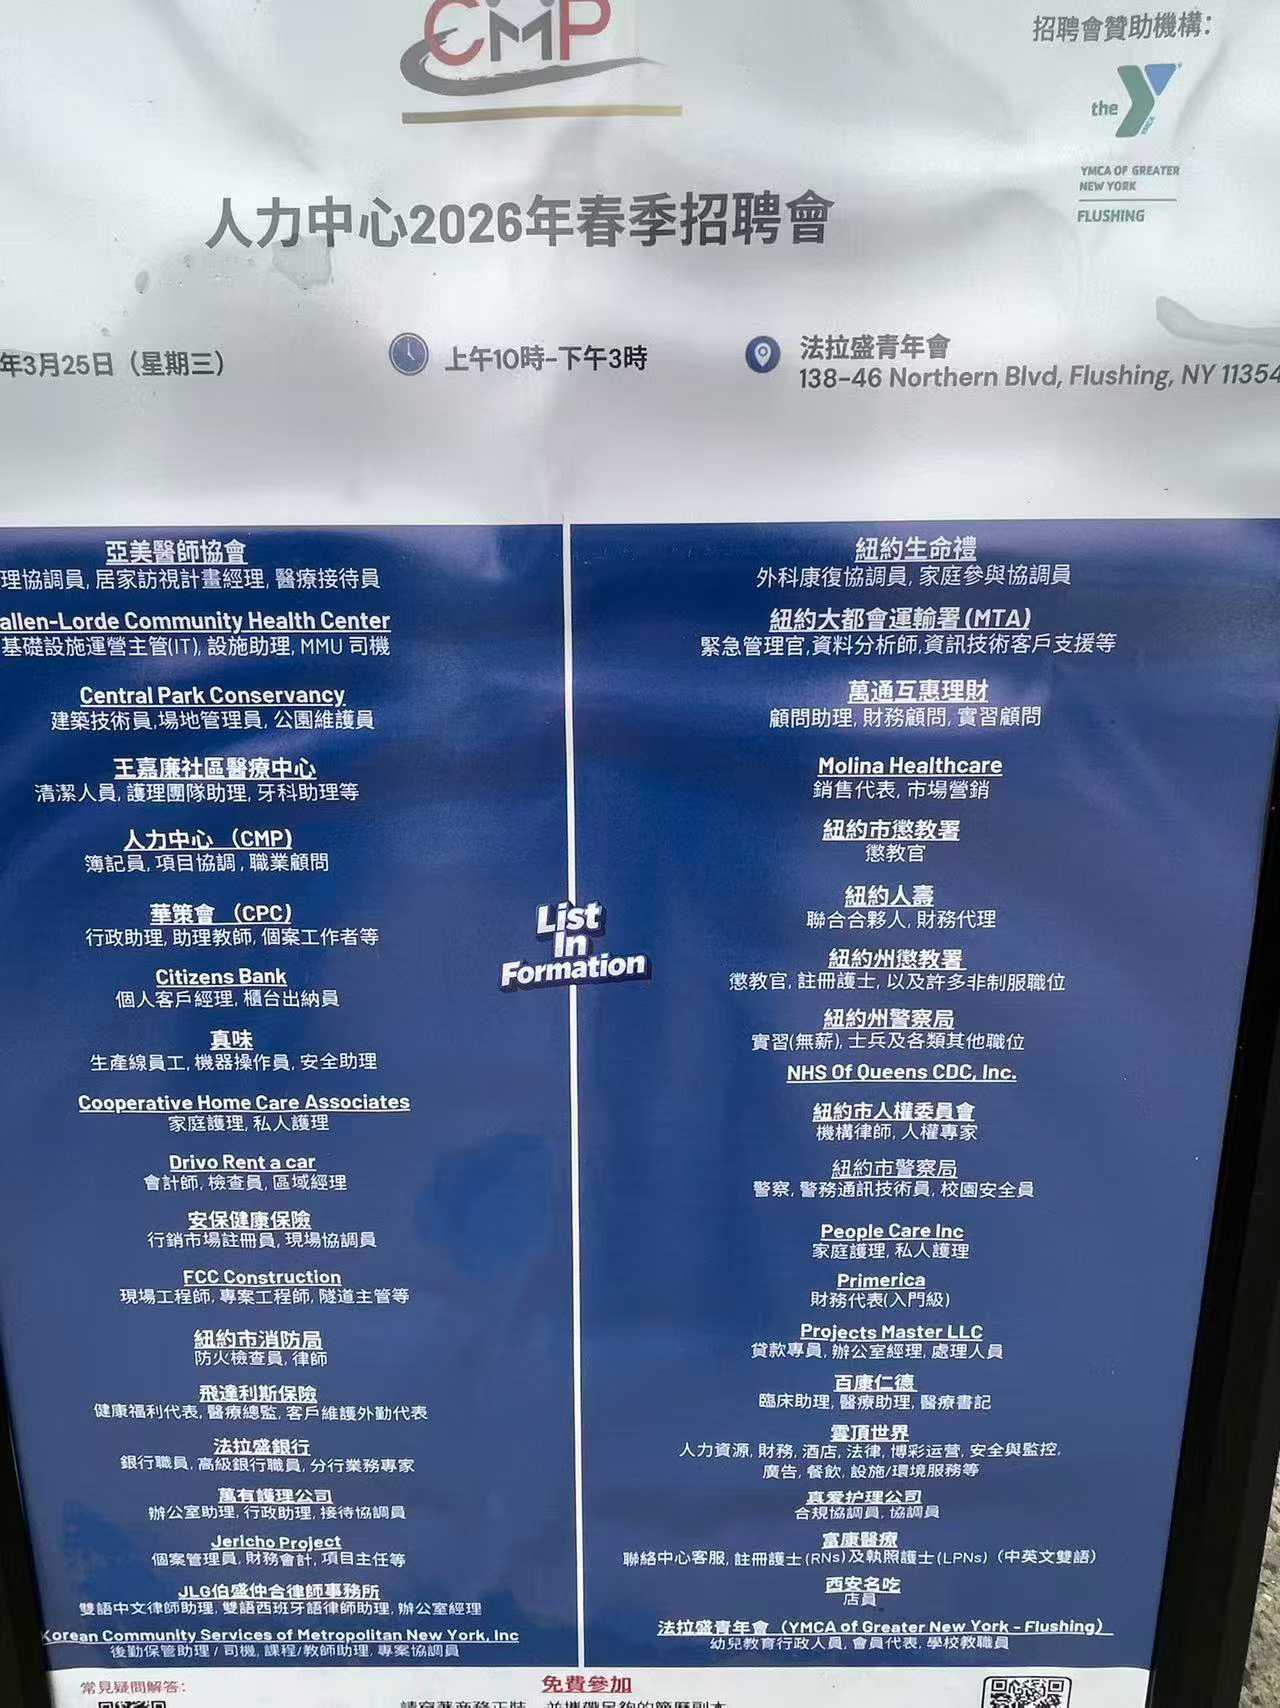 CMP
招聘會贊助機構:
the Y
YMCA
YMCA OF GREATER
NEW YORK
FLUSHING
人力中心2026年春季招聘會
年3月25日（星期三）
上午10時-下午3時
法拉盛青年會
138-46 Northern Blvd, Flushing, NY 11354
亞美醫師協會
理協調員, 居家訪視計畫經理, 醫療接待員
allen-Lorde Community Health Center
基礎設施運營主管(IT), 設施助理, MMU 司機
Central Park Conservancy
建築技術員,場地管理員, 公園維護員
王嘉廉社區醫療中心
清潔人員, 護理團隊助理, 牙科助理等
人力中心 （CMP)
簿記員, 項目協調 , 職業顧問
華策會 （CPC)
行政助理, 助理教師, 個案工作者等
Citizens Bank
個人客戶經理, 櫃台出納員
真味
生產線員工, 機器操作員, 安全助理
Cooperative Home Care Associates
家庭護理, 私人護理
Drivo Rent a car
會計師, 檢查員, 區域經理
安保健康保險
行銷市場註冊員, 現場協調員
FCC Construction
現場工程師, 專案工程師, 隧道主管等
紐約市消防局
防火檢查員, 律師
飛達利斯保險
健康福利代表, 醫療總監, 客戶維護外勤代表
法拉盛銀行
銀行職員, 高級銀行職員, 分行業務專家
萬有護理公司
辦公室助理, 行政助理, 接待協調員
Jericho Project
個案管理員, 財務會計, 項目主任等
JLG伯盛仲合律師事務所
雙語中文律師助理, 雙語西班牙語律師助理, 辦公室經理
Korean Community Services of Metropolitan New York, Inc
後勤保管助理 / 司機, 課程/教師助理, 專案協調員
List
In
Formation
紐約生命禮
外科康復協調員, 家庭參與協調員
紐約大都會運輸署(MTA)
緊急管理官,資料分析師,資訊技術客戶支援等
萬通互惠理財
顧問助理, 財務顧問, 實習顧問
Molina Healthcare
銷售代表, 市場營銷
紐約市懲教署
懲教官
紐約人壽
聯合合夥人, 財務代理
紐約州懲教署
懲教官, 註冊護士, 以及許多非制服職位
紐約州警察局
實習(無薪), 士兵及各類其他職位
NHS Of Queens CDC, Inc.
紐約市人權委員會
機構律師, 人權專家
紐約市警察局
警察, 警務通訊技術員, 校園安全員
People Care Inc
家庭護理, 私人護理
Primerica
財務代表(入門級)
Projects Master LLC
貸款專員, 辦公室經理, 處理人員
百康仁德
臨床助理, 醫療助理, 醫療書記
雲頂世界
人力資源, 財務, 酒店, 法律, 博彩运营, 安全與監控,
廣告, 餐飲, 設施/環境服務等
真爱护理公司
合規協調員, 協調員
富康醫療
聯絡中心客服, 註冊護士(RNs)及執照護士(LPNs)（中英文雙語）
西安名吃
店員
法拉盛青年會（YMCA of Greater New York - Flushing）
幼兒教育行政人員, 會員代表, 學校教職員
常見疑問解答:
免費參加